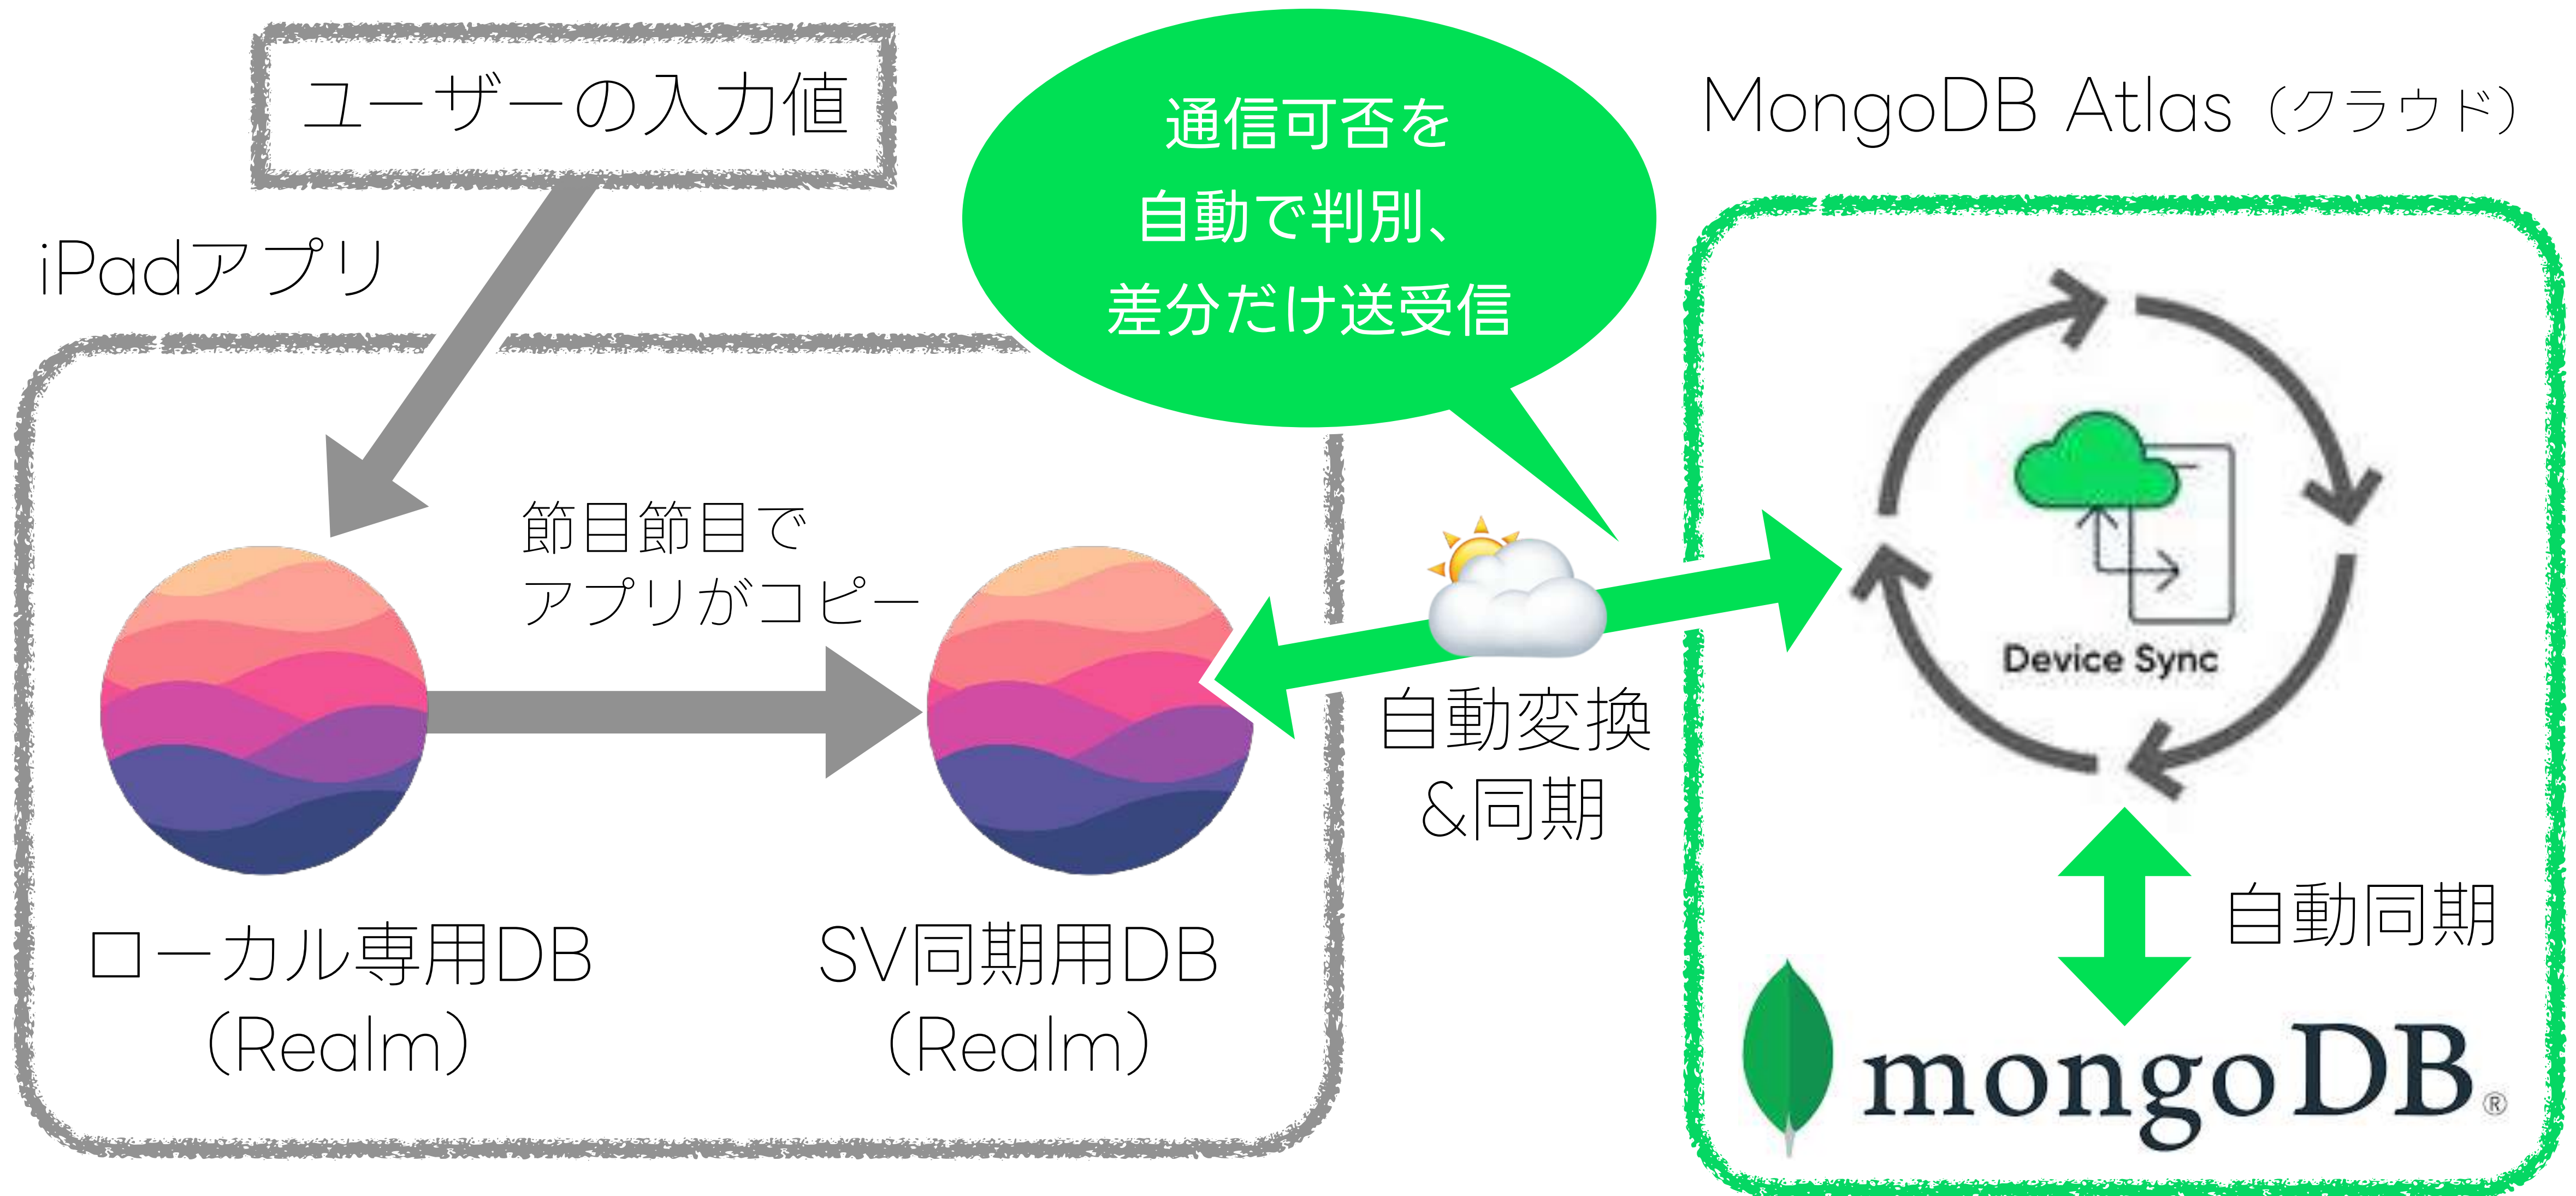 ユーザーの入力値
iPadアプリ
通信可否を
自動で判別、
差分だけ送受信
MongoDB Atlas（クラウド）
節目節目で
アプリがコピー
ローカル専用DB
（Realm）
SV同期用DB
（Realm）
自動変換
&同期
Device Sync
自動同期
mongoDB®